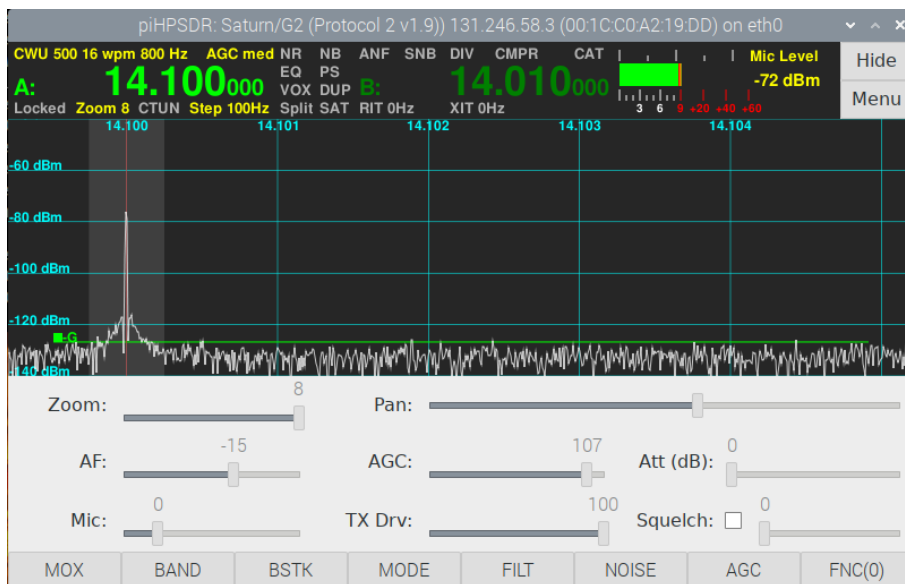 piHPSDR: Saturn/G2 (Protocol 2 v1.9)) 131.246.58.3 (00:1C:C0:A2:19:DD) on eth0
CWU 500 16 wpm 800 Hz AGC med NR NB ANF SNB DIV CMPR CAT Mic Level Hide
EQ PS
A: 14.100000 VOX DUP B: 14.010000 -72 dBm
Locked Zoom 8 CTUN Step 100Hz Split SAT RIT 0Hz XIT 0Hz 3 6 9 +20 +40 +60 Menu
14.100 14.101 14.102 14.103 14.104
-60 dBm
-80 dBm
-100 dBm
-120 dBm
-G
-140 dBm
Zoom: 8 Pan:
AF: -15 AGC: 107 Att (dB): 0
Mic: 0 TX Drv: 100 Squelch: 0
MOX BAND BSTK MODE FILT NOISE AGC FNC(0)